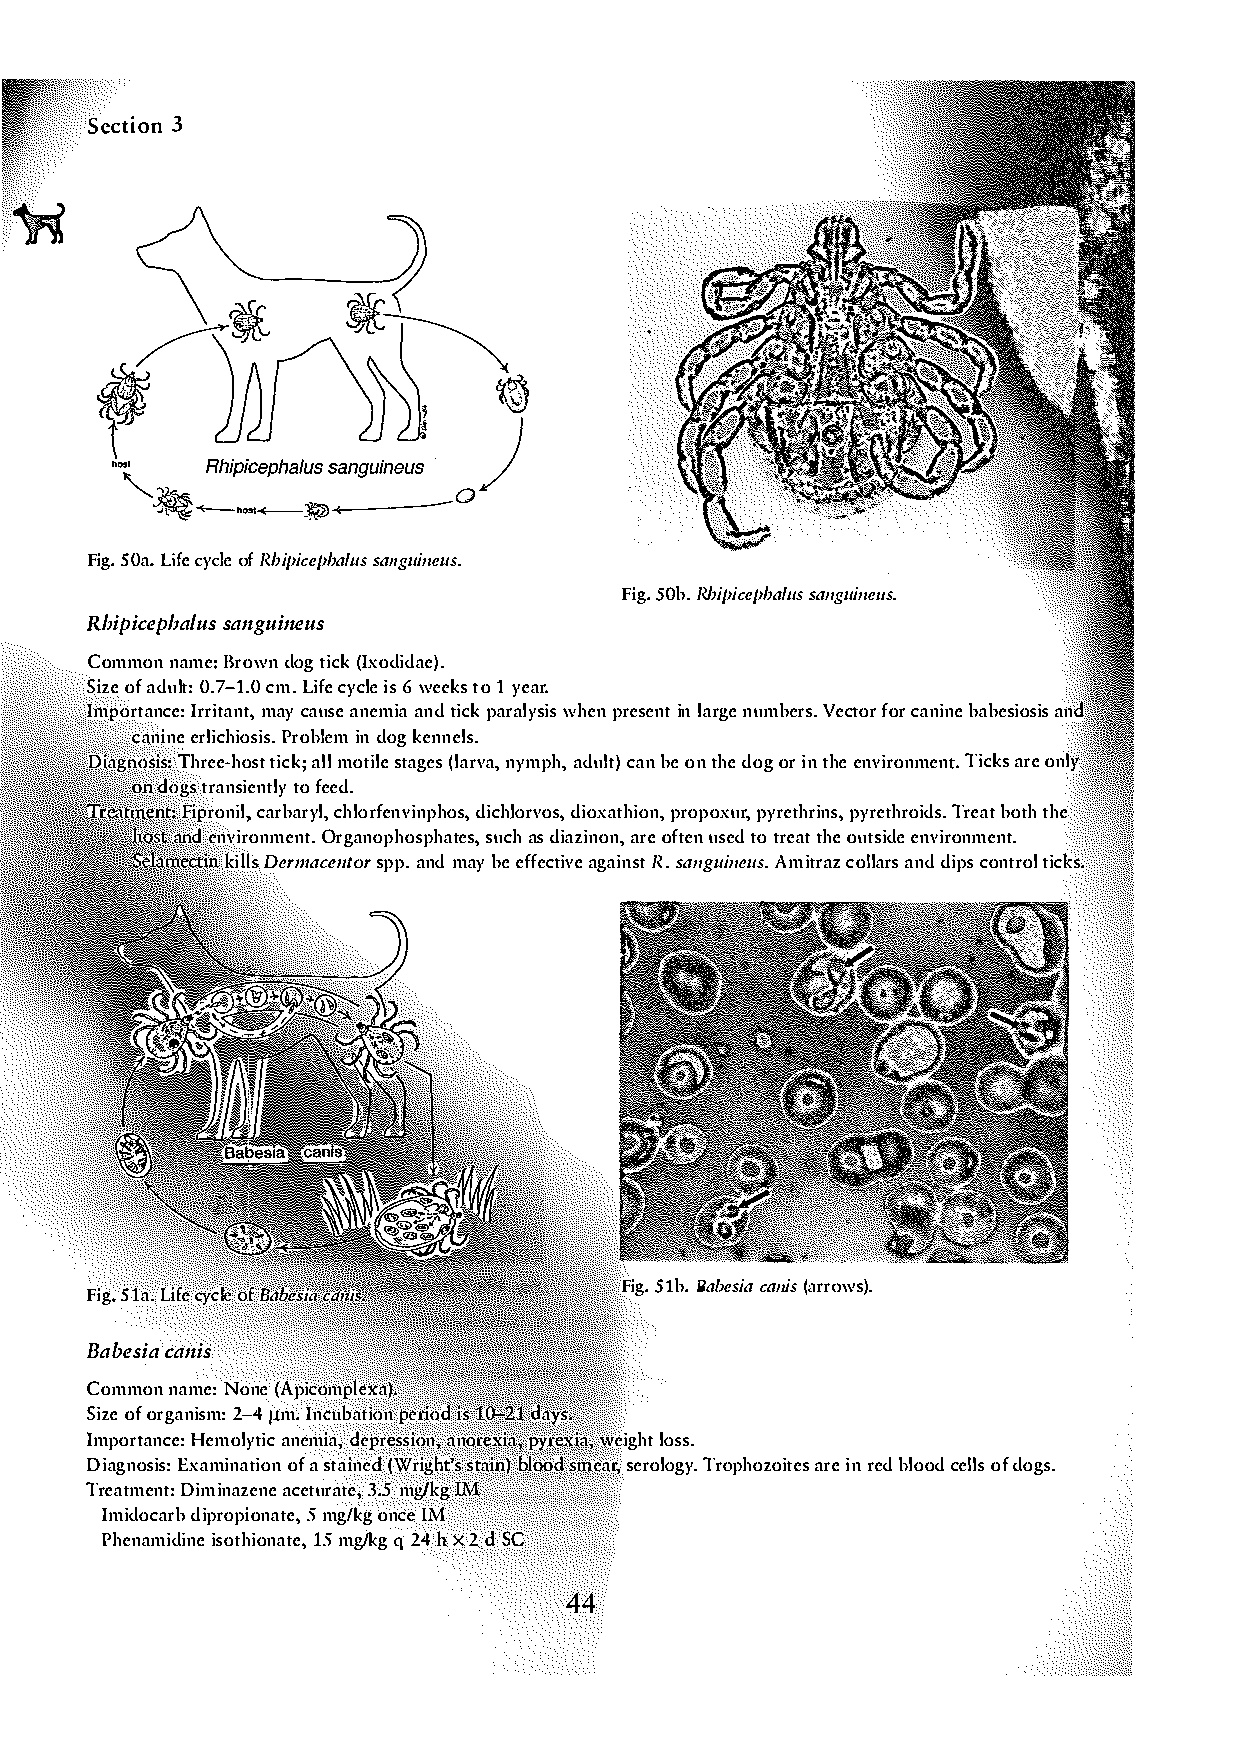 Section 3
host
Rhipicephalus sanguineus
host
Fig. 50a. Life cycle of Rhipicephalus sanguineus.
Fig. 50b. Rhipicephalus sanguineus.
Rhipicephalus sanguineus
Common name: Brown dog tick (Ixodidae).
Size of adult: 0.7–1.0 cm. Life cycle is 6 weeks to 1 year.
Importance: Irritant, may cause anemia and tick paralysis when present in large numbers. Vector for canine babesiosis and
canine erlichiosis. Problem in dog kennels.
Diagnosis: Three-host tick; all motile stages (larva, nymph, adult) can be on the dog or in the environment. Ticks are only
on dogs transiently to feed.
Treatment: Fipronil, carbaryl, chlorfenvinphos, dichlorvos, dioxathion, propoxur, pyrethrins, pyrethroids. Treat both the
host and environment. Organophosphates, such as diazinon, are often used to treat the outside environment.
Selamectin kills Dermacentor spp. and may be effective against R. sanguineus. Amitraz collars and dips control ticks.
Babesia canis
Fig. 51a. Life cycle of Babesia canis.
Fig. 51b. Babesia canis (arrows).
Babesia canis
Common name: None (Apicomplexa).
Size of organism: 2–4 µm. Incubation period is 10–21 days.
Importance: Hemolytic anemia, depression, anorexia, pyrexia, weight loss.
Diagnosis: Examination of a stained (Wright's stain) blood smear, serology. Trophozoites are in red blood cells of dogs.
Treatment: Diminazene aceturate, 3.5 mg/kg IM
Imidocarb dipropionate, 5 mg/kg once IM
Phenamidine isothionate, 15 mg/kg q 24 h × 2 d SC
44